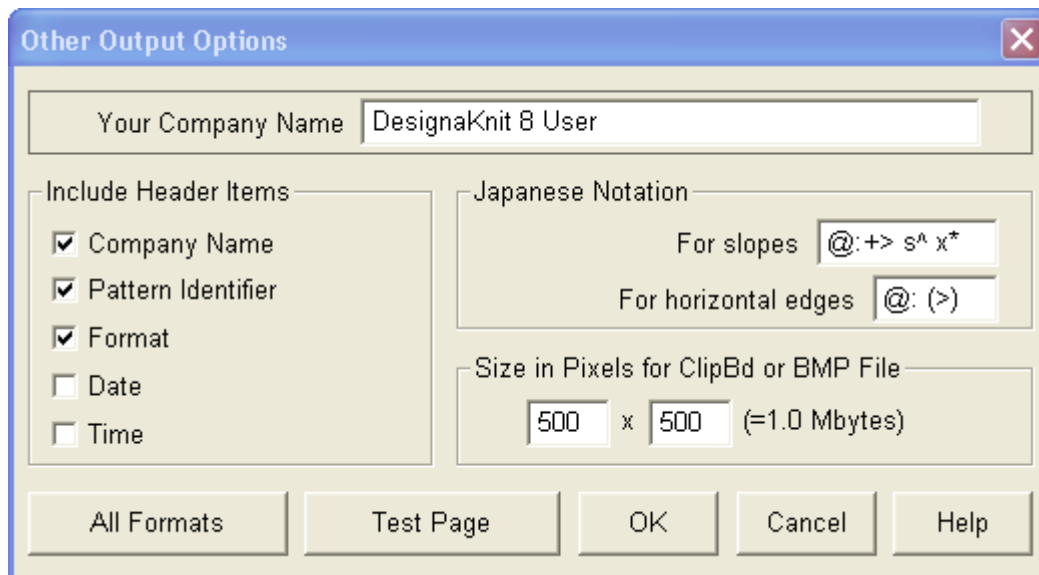 Other Output Options
Your Company Name DesignaKnit 8 User
Include Header Items
Company Name
Pattern Identifier
Format
Date
Time
Japanese Notation
For slopes @:+> s^ x*
For horizontal edges @: (>)
Size in Pixels for ClipBd or BMP File
500 x 500 (=1.0 Mbytes)
All Formats Test Page OK Cancel Help